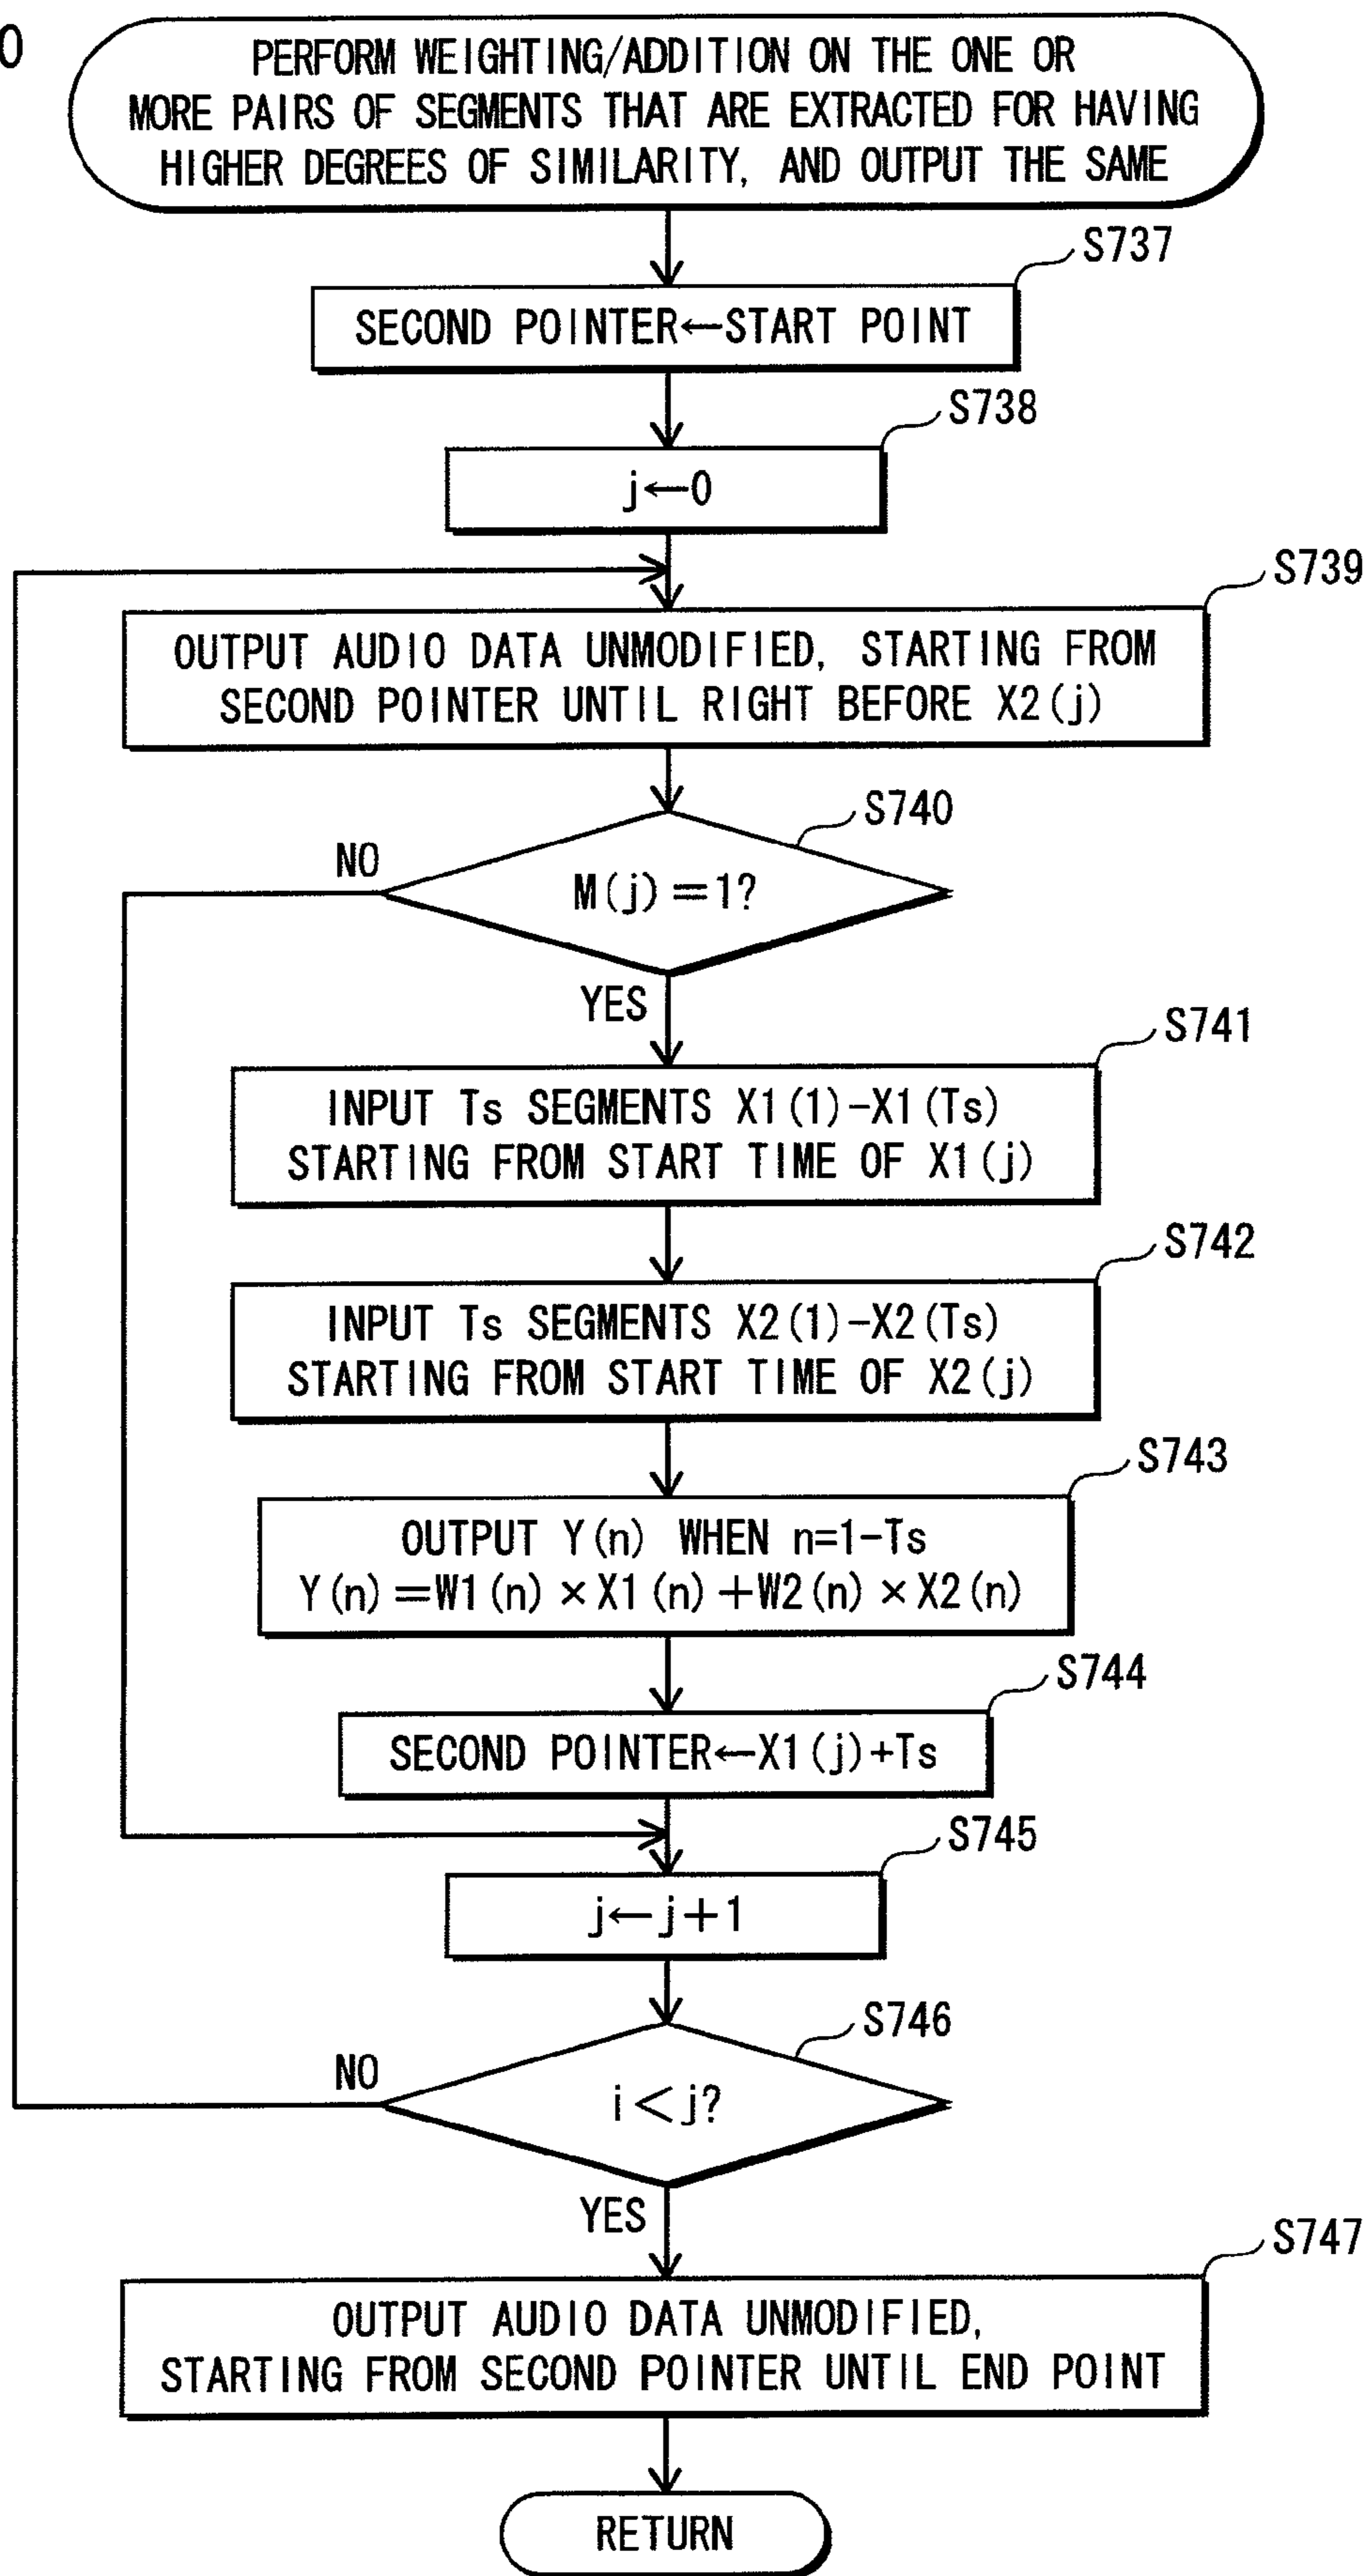 0
PERFORM WEIGHTING/ADDITION ON THE ONE OR
MORE PAIRS OF SEGMENTS THAT ARE EXTRACTED FOR HAVING
HIGHER DEGREES OF SIMILARITY, AND OUTPUT THE SAME
S737
SECOND POINTER←START POINT
S738
j←0
S739
OUTPUT AUDIO DATA UNMODIFIED, STARTING FROM
SECOND POINTER UNTIL RIGHT BEFORE X2(j)
S740
NO
M(j)=1?
YES
S741
INPUT Ts SEGMENTS X1(1)-X1(Ts)
STARTING FROM START TIME OF X1(j)
S742
INPUT Ts SEGMENTS X2(1)-X2(Ts)
STARTING FROM START TIME OF X2(j)
S743
OUTPUT Y(n) WHEN n=1-Ts
Y(n)=W1(n)×X1(n)+W2(n)×X2(n)
S744
SECOND POINTER←X1(j)+Ts
S745
j←j+1
S746
NO
i<j?
YES
S747
OUTPUT AUDIO DATA UNMODIFIED,
STARTING FROM SECOND POINTER UNTIL END POINT
RETURN